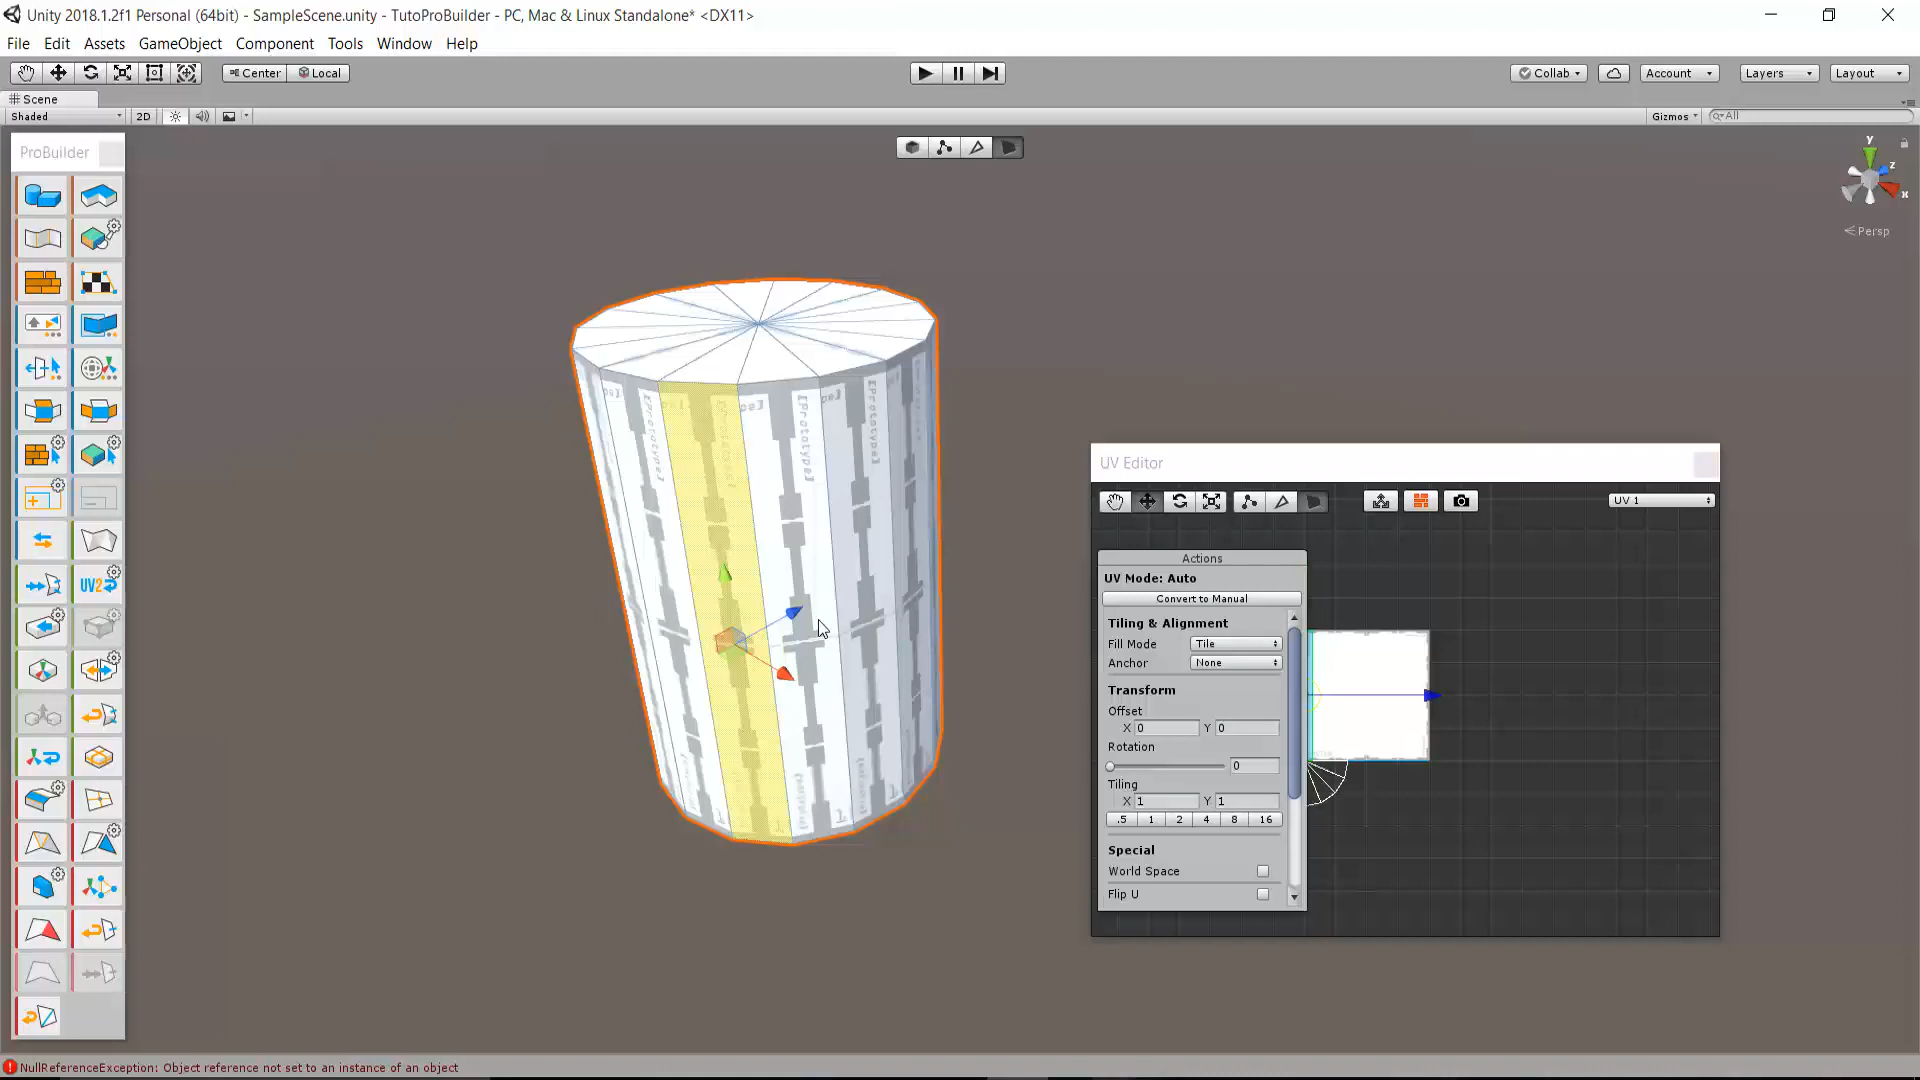 Unity 2018.1.2f1 Personal (64bit) - SampleScene.unity - TutoProBuilder - PC, Mac & Linux Standalone* <DX11>
File Edit Assets GameObject Component Tools Window Help
Center Local Collab Account Layers Layout
Scene
Shaded 2D Gizmos All
ProBuilder
y
z
x
Persp
[Prototype]
[Prototype]
[Prototype]
UV Editor
UV 1
Actions
UV Mode: Auto
Convert to Manual
Tiling & Alignment
Fill Mode Tile
Anchor None
Transform
Offset
X 0 Y 0
Rotation
0
Tiling
X 1 Y 1
.5 1 2 4 8 16
Special
World Space
Flip U
UV2
NullReferenceException: Object reference not set to an instance of an object